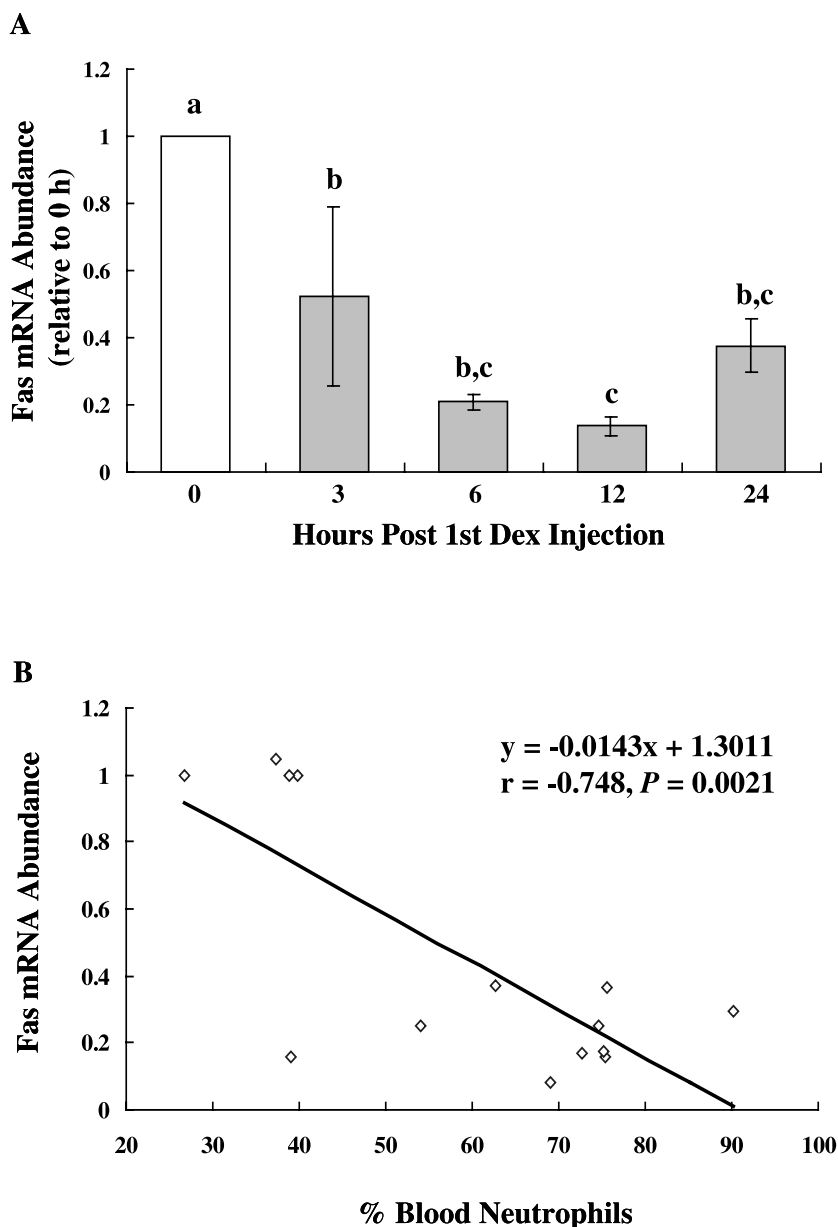 A
1.2
1
0.8
0.6
0.4
0.2
0
Fas mRNA Abundance
(relative to 0 h)
a
b
b,c
c
b,c
0 3 6 12 24
Hours Post 1st Dex Injection
B
1.2
1
0.8
0.6
0.4
0.2
0
Fas mRNA Abundance
y = -0.0143x + 1.3011
r = -0.748, P = 0.0021
20 30 40 50 60 70 80 90 100
% Blood Neutrophils